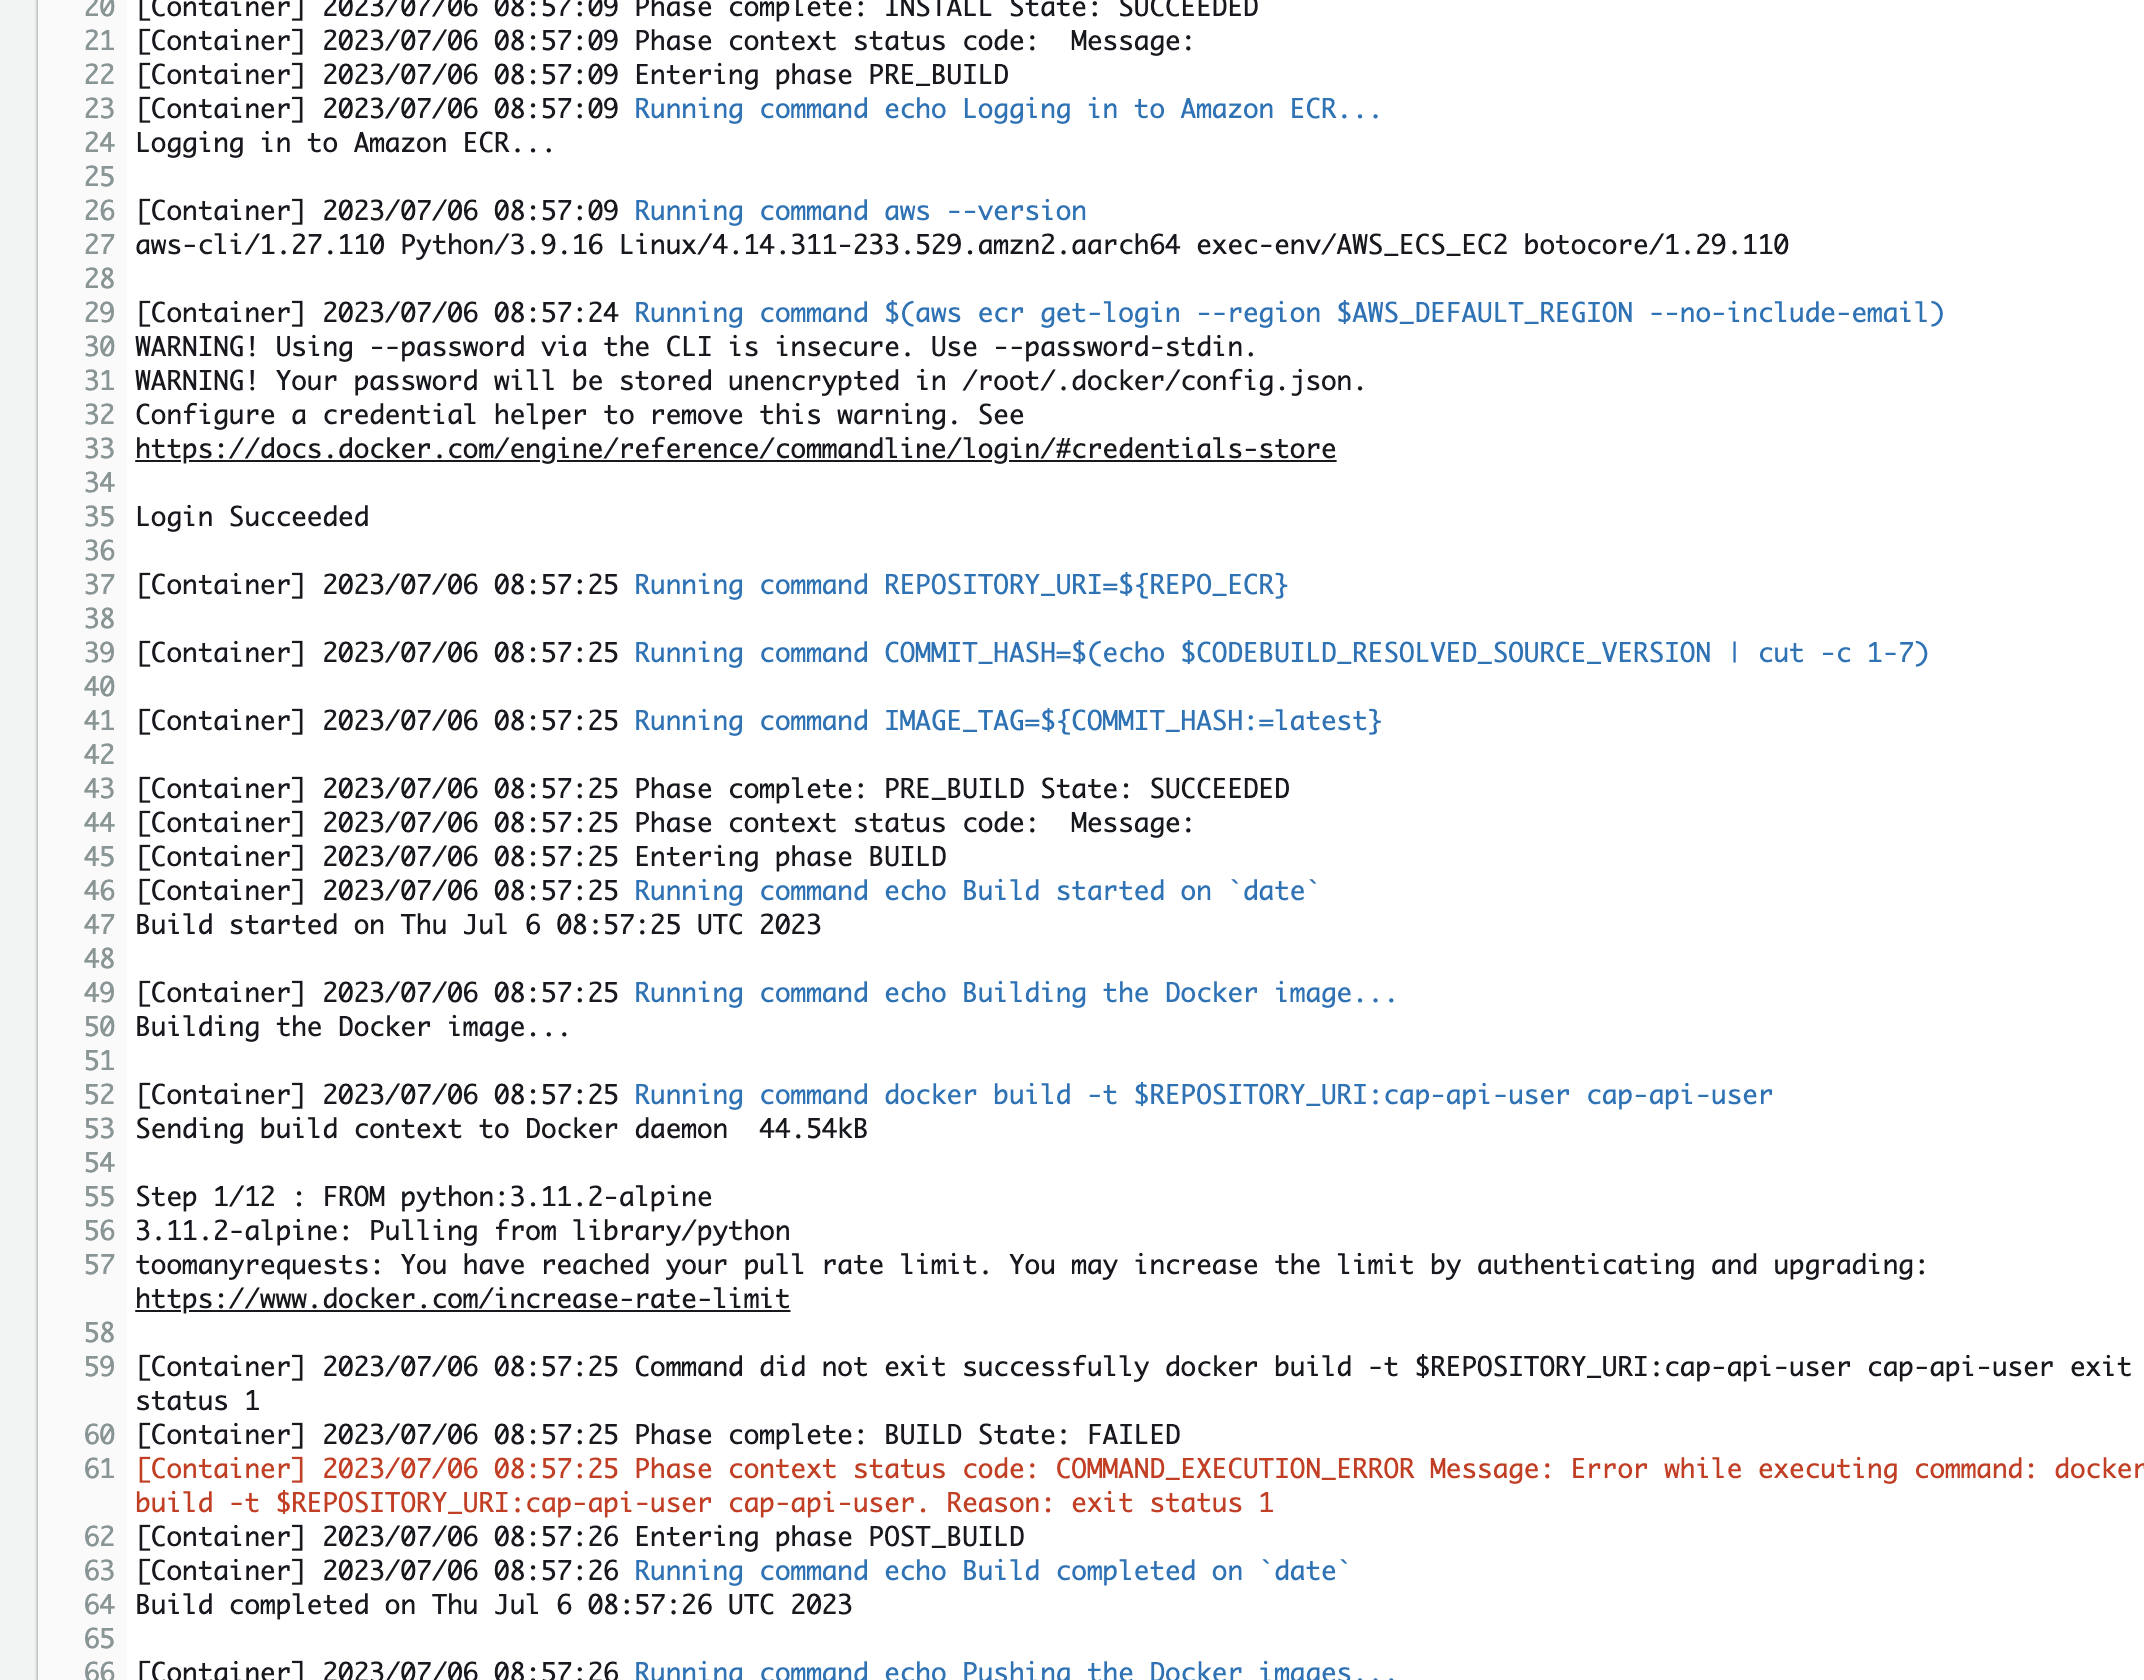 20 [Container] 2023/07/06 08:57:09 Phase complete: INSTALL State: SUCCEEDED
21 [Container] 2023/07/06 08:57:09 Phase context status code:  Message:
22 [Container] 2023/07/06 08:57:09 Entering phase PRE_BUILD
23 [Container] 2023/07/06 08:57:09 Running command echo Logging in to Amazon ECR...
24 Logging in to Amazon ECR...
25
26 [Container] 2023/07/06 08:57:09 Running command aws --version
27 aws-cli/1.27.110 Python/3.9.16 Linux/4.14.311-233.529.amzn2.aarch64 exec-env/AWS_ECS_EC2 botocore/1.29.110
28
29 [Container] 2023/07/06 08:57:24 Running command $(aws ecr get-login --region $AWS_DEFAULT_REGION --no-include-email)
30 WARNING! Using --password via the CLI is insecure. Use --password-stdin.
31 WARNING! Your password will be stored unencrypted in /root/.docker/config.json.
32 Configure a credential helper to remove this warning. See
33 https://docs.docker.com/engine/reference/commandline/login/#credentials-store
34
35 Login Succeeded
36
37 [Container] 2023/07/06 08:57:25 Running command REPOSITORY_URI=${REPO_ECR}
38
39 [Container] 2023/07/06 08:57:25 Running command COMMIT_HASH=$(echo $CODEBUILD_RESOLVED_SOURCE_VERSION | cut -c 1-7)
40
41 [Container] 2023/07/06 08:57:25 Running command IMAGE_TAG=${COMMIT_HASH:=latest}
42
43 [Container] 2023/07/06 08:57:25 Phase complete: PRE_BUILD State: SUCCEEDED
44 [Container] 2023/07/06 08:57:25 Phase context status code:  Message:
45 [Container] 2023/07/06 08:57:25 Entering phase BUILD
46 [Container] 2023/07/06 08:57:25 Running command echo Build started on `date`
47 Build started on Thu Jul 6 08:57:25 UTC 2023
48
49 [Container] 2023/07/06 08:57:25 Running command echo Building the Docker image...
50 Building the Docker image...
51
52 [Container] 2023/07/06 08:57:25 Running command docker build -t $REPOSITORY_URI:cap-api-user cap-api-user
53 Sending build context to Docker daemon  44.54kB
54
55 Step 1/12 : FROM python:3.11.2-alpine
56 3.11.2-alpine: Pulling from library/python
57 toomanyrequests: You have reached your pull rate limit. You may increase the limit by authenticating and upgrading:
https://www.docker.com/increase-rate-limit
58
59 [Container] 2023/07/06 08:57:25 Command did not exit successfully docker build -t $REPOSITORY_URI:cap-api-user cap-api-user exit
status 1
60 [Container] 2023/07/06 08:57:25 Phase complete: BUILD State: FAILED
61 [Container] 2023/07/06 08:57:25 Phase context status code: COMMAND_EXECUTION_ERROR Message: Error while executing command: docker
build -t $REPOSITORY_URI:cap-api-user cap-api-user. Reason: exit status 1
62 [Container] 2023/07/06 08:57:26 Entering phase POST_BUILD
63 [Container] 2023/07/06 08:57:26 Running command echo Build completed on `date`
64 Build completed on Thu Jul 6 08:57:26 UTC 2023
65
66 [Container] 2023/07/06 08:57:26 Running command echo Pushing the Docker images...